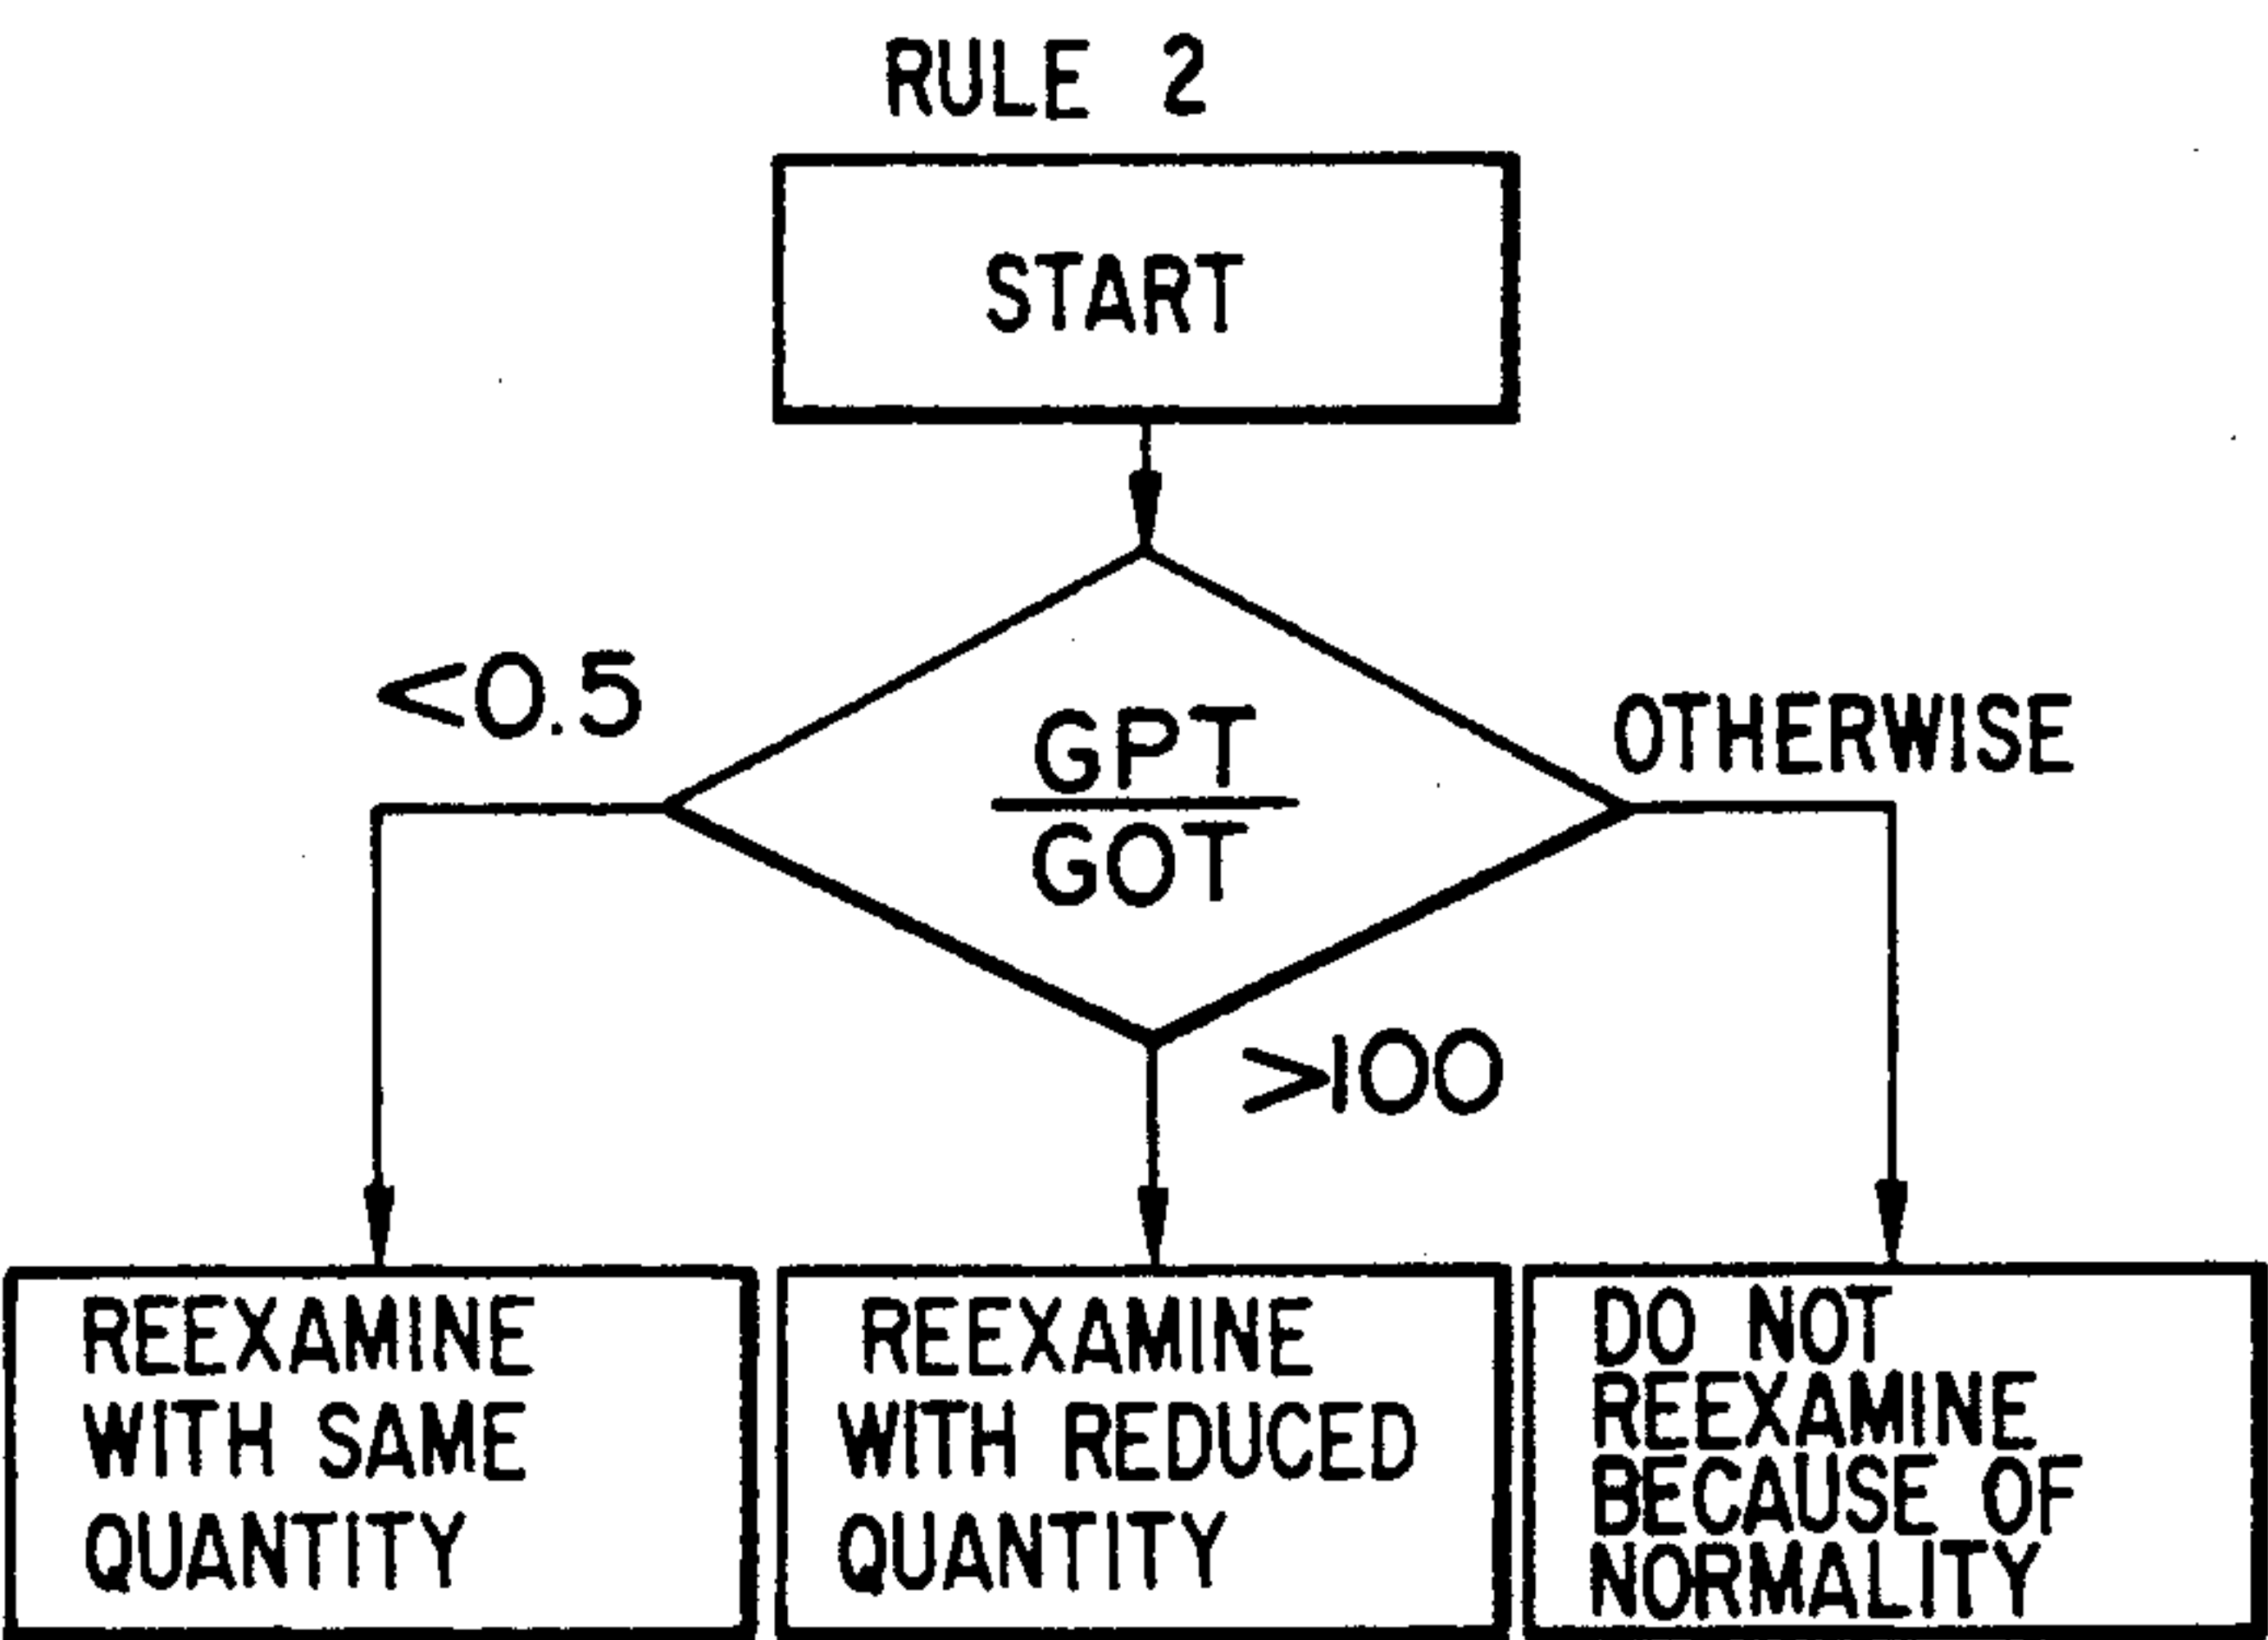 RULE 2
START
<0.5
GPT
GOT
OTHERWISE
>100
REEXAMINE
WITH SAME
QUANTITY
REEXAMINE
WITH REDUCED
QUANTITY
DO NOT
REEXAMINE
BECAUSE OF
NORMALITY